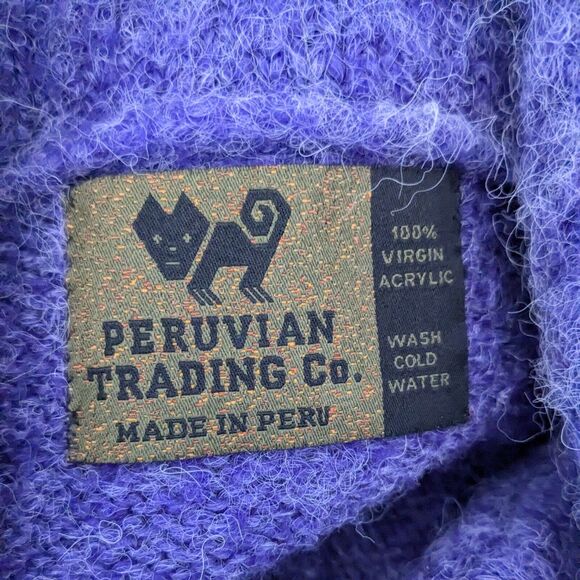 PERUVIAN
TRADING Co.
MADE IN PERU
100%
VIRGIN
ACRYLIC
WASH
COLD
WATER